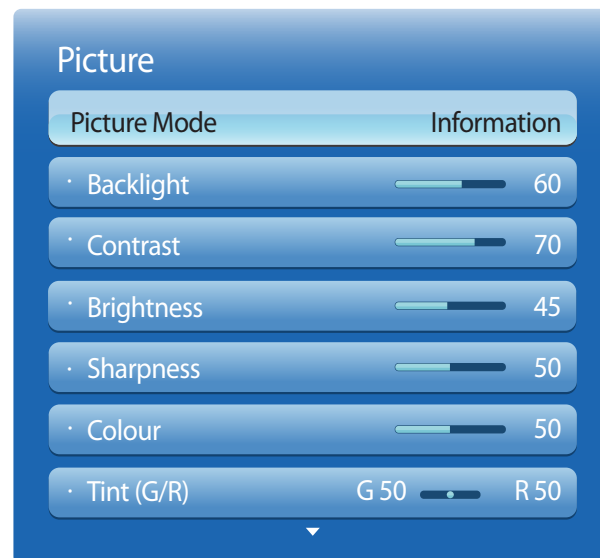 Picture
Picture Mode Information
· Backlight 60
· Contrast 70
· Brightness 45
· Sharpness 50
· Colour 50
· Tint (G/R) G 50 R 50